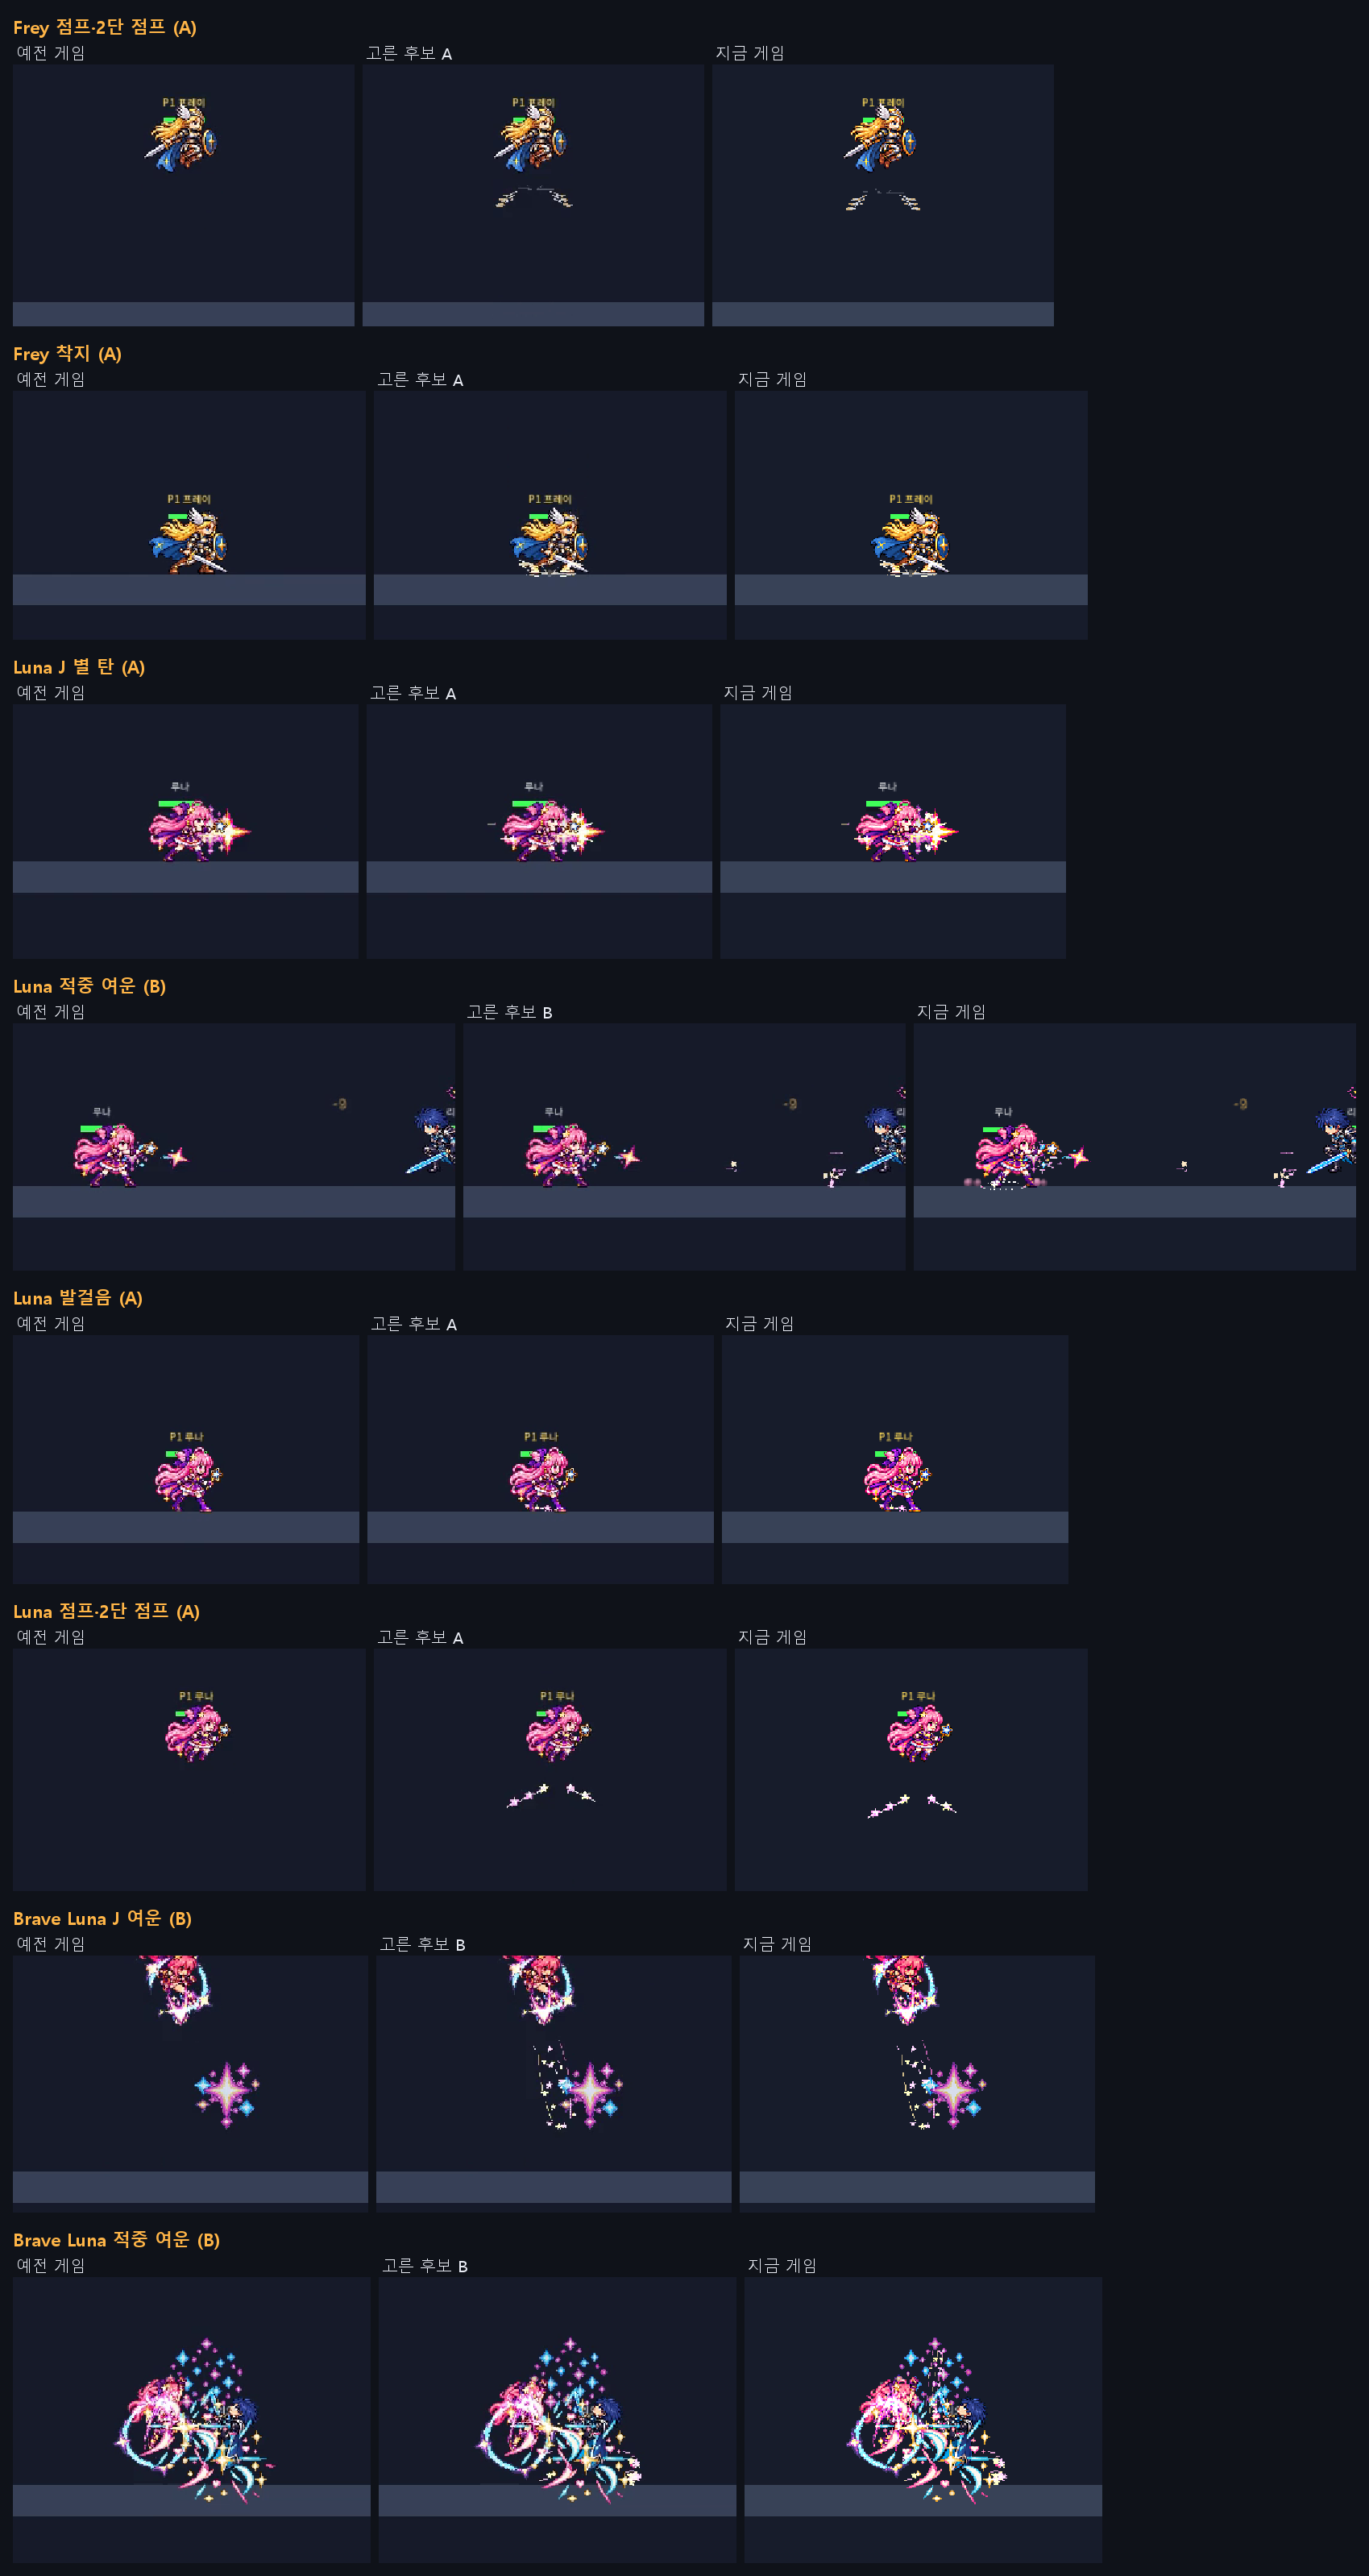 Frey 점프·2단 점프 (A)
예전 게임 고른 후보 A 지금 게임
P1 프레이 P1 프레이 P1 프레이
Frey 착지 (A)
예전 게임 고른 후보 A 지금 게임
P1 프레이 P1 프레이 P1 프레이
Luna J 별 탄 (A)
예전 게임 고른 후보 A 지금 게임
루나 루나 루나
Luna 적중 여운 (B)
예전 게임 고른 후보 B 지금 게임
-9 -9 -9
루나 리 루나 리 루나 리
Luna 발걸음 (A)
예전 게임 고른 후보 A 지금 게임
P1 루나 P1 루나 P1 루나
Luna 점프·2단 점프 (A)
예전 게임 고른 후보 A 지금 게임
P1 루나 P1 루나 P1 루나
Brave Luna J 여운 (B)
예전 게임 고른 후보 B 지금 게임
Brave Luna 적중 여운 (B)
예전 게임 고른 후보 B 지금 게임